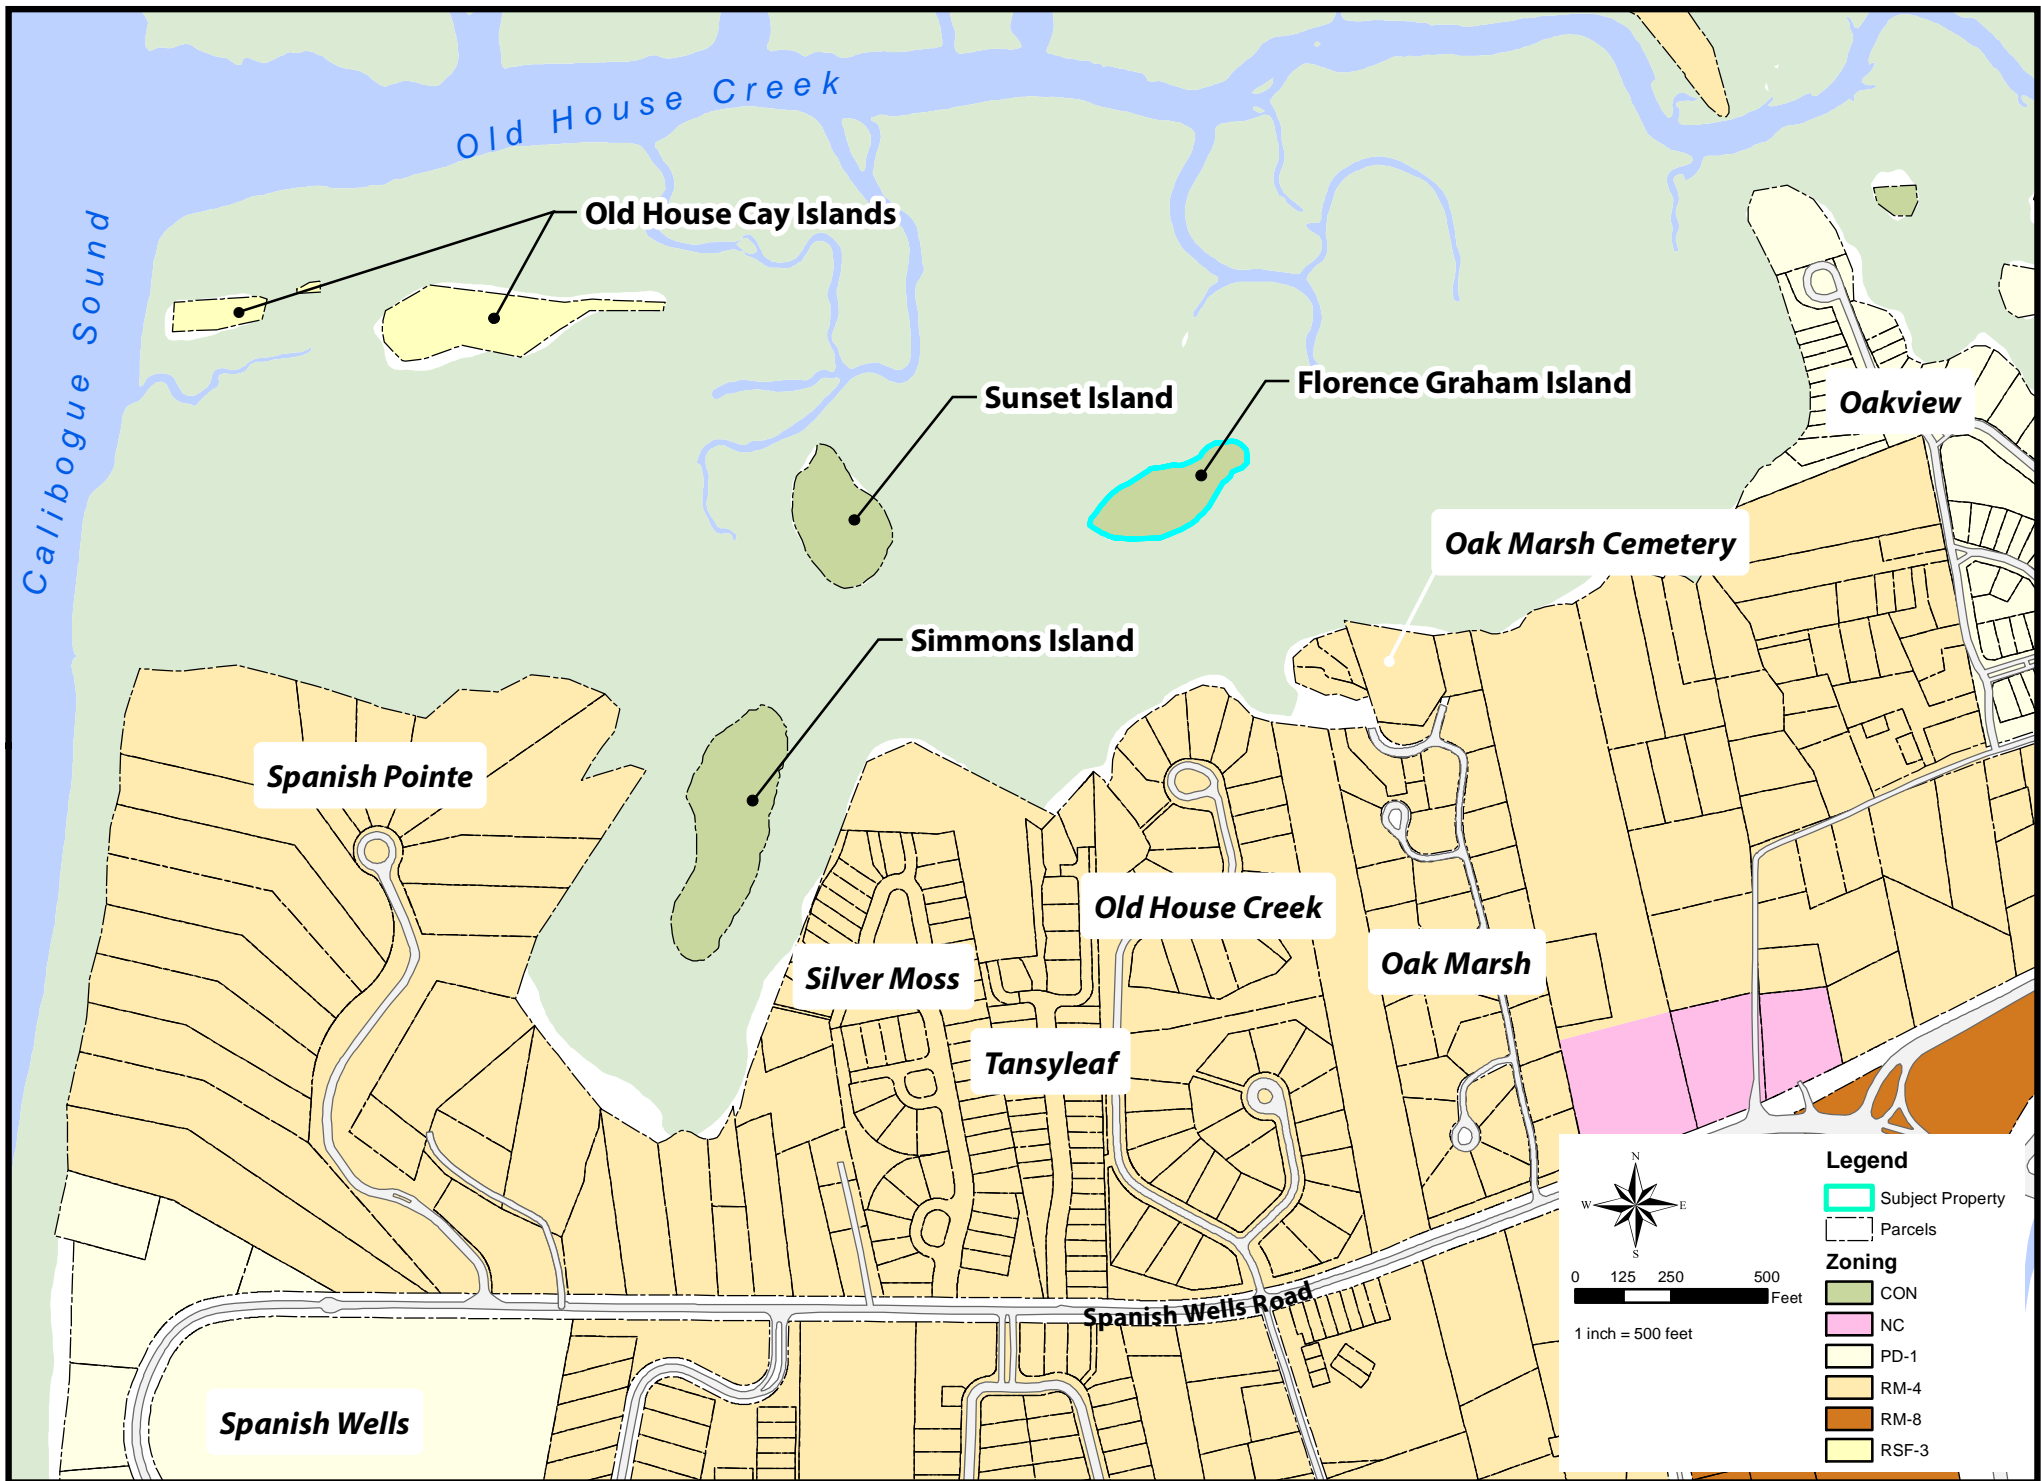 Old House Creek
Calibogue Sound
Old House Cay Islands
Sunset Island
Florence Graham Island
Oakview
Oak Marsh Cemetery
Simmons Island
Spanish Pointe
Old House Creek
Silver Moss
Oak Marsh
Tansyleaf
Spanish Wells Road
Spanish Wells
N
W
E
S
0 125 250 500
Feet
1 inch = 500 feet
Legend
Subject Property
Parcels
Zoning
CON
NC
PD-1
RM-4
RM-8
RSF-3